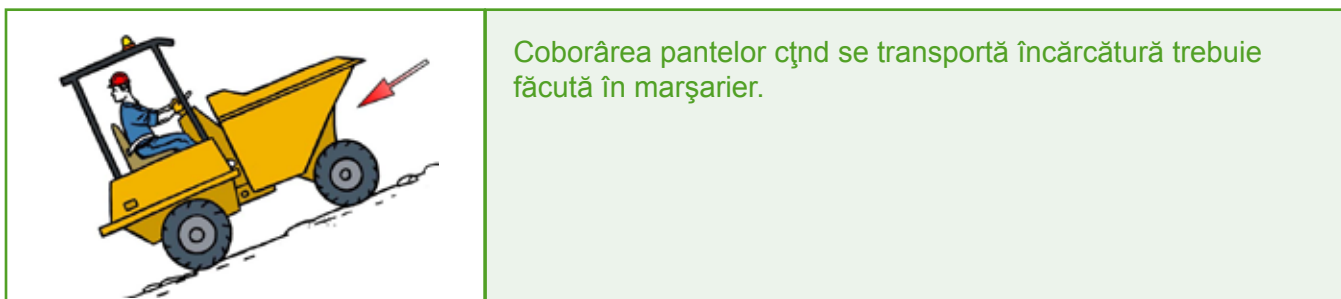 Coborârea pantelor cţnd se transportă încărcătură trebuie
făcută în marşarier.